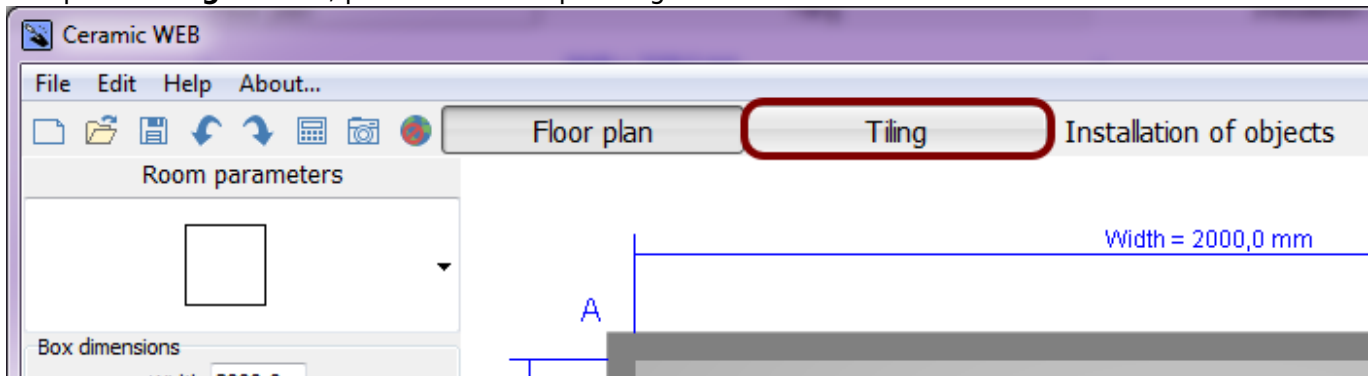 Ceramic WEB
File Edit Help About...
Floor plan Tiling Installation of objects
Room parameters
Width = 2000,0 mm
A
Box dimensions